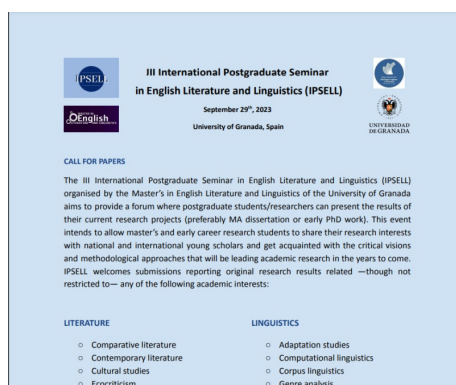 III International Postgraduate Seminar
in English Literature and Linguistics (IPSELL)
September 29th, 2023
University of Granada, Spain
IPSELL
English
UNIVERSIDAD
DE GRANADA
CALL FOR PAPERS
The III International Postgraduate Seminar in English Literature and Linguistics (IPSELL)
organised by the Master's in English Literature and Linguistics of the University of Granada
aims to provide a forum where postgraduate students/researchers can present the results of
their current research projects (preferably MA dissertation or early PhD work). This event
intends to allow master's and early career research students to share their research interests
with national and international young scholars and get acquainted with the critical visions
and methodological approaches that will be leading academic research in the years to come.
IPSELL welcomes submissions reporting original research results related —though not
restricted to— any of the following academic interests:
LITERATURE
○ Comparative literature
○ Contemporary literature
○ Cultural studies
○ Ecocriticism
LINGUISTICS
○ Adaptation studies
○ Computational linguistics
○ Corpus linguistics
○ Genre analysis